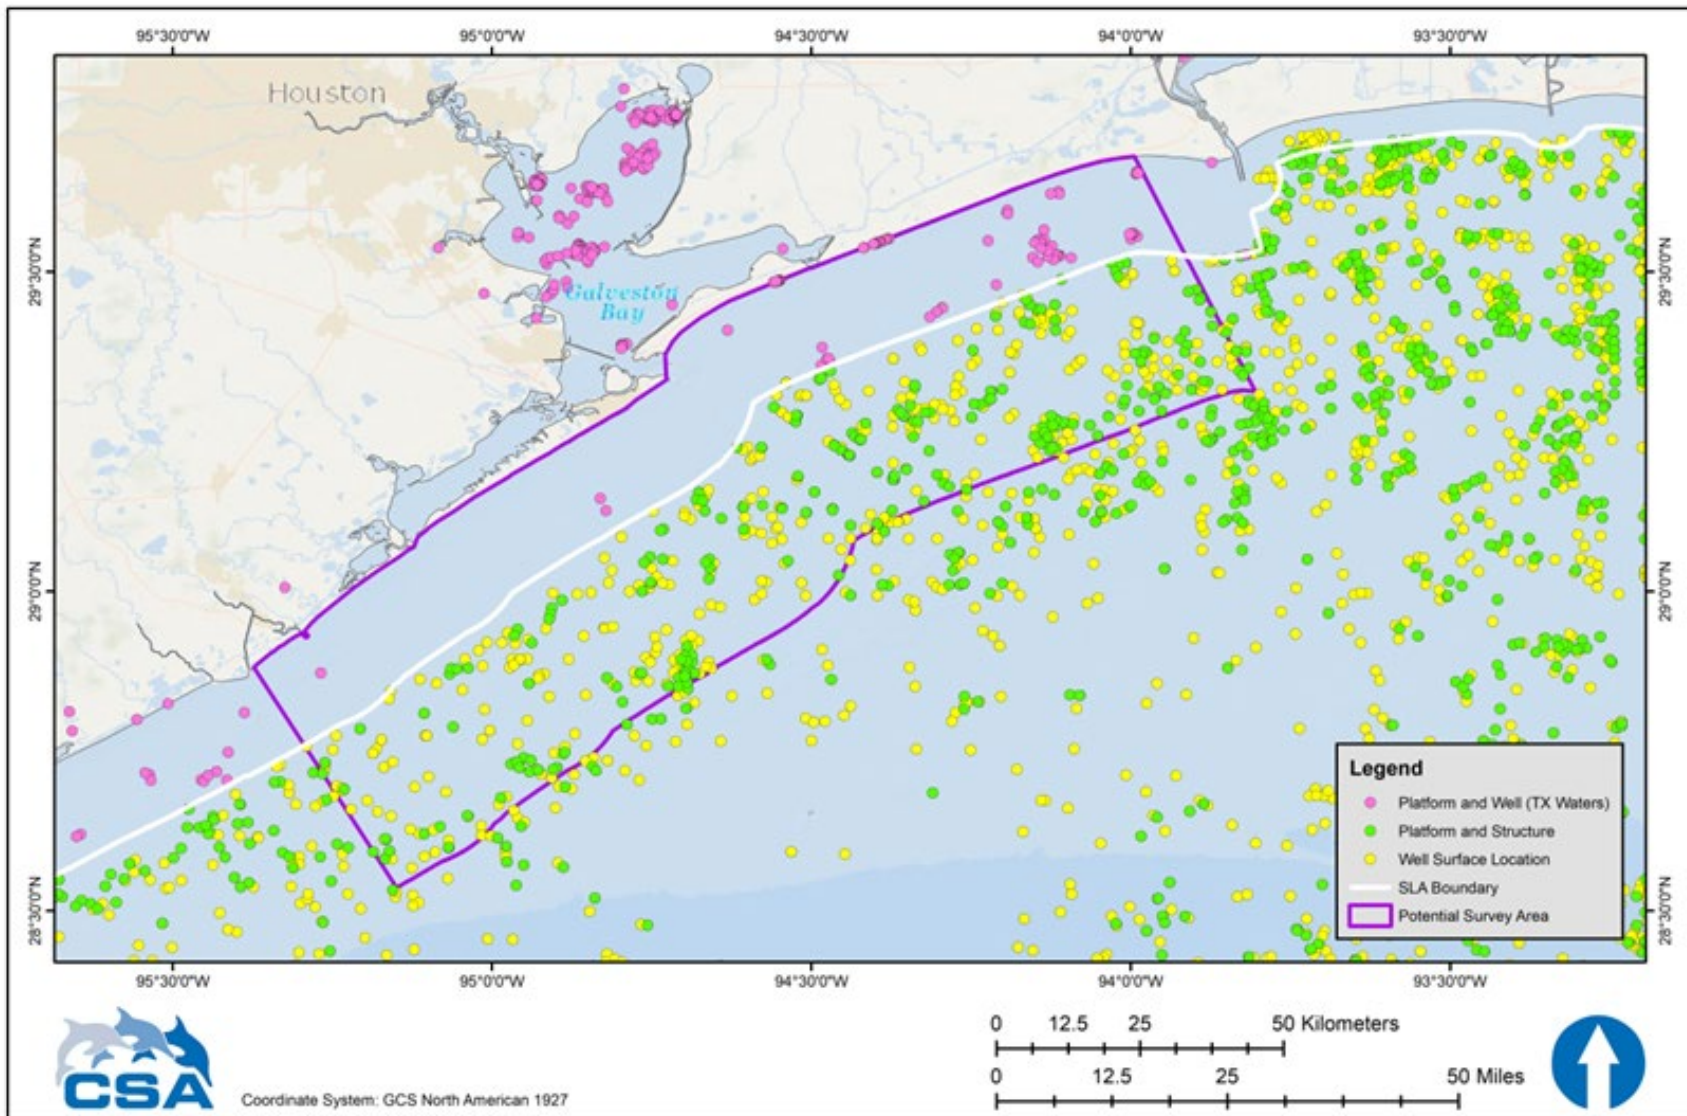 95°30'0"W 95°0'0"W 94°30'0"W 94°0'0"W 93°30'0"W
Houston
29°30'0"N
29°30'0"N
Galveston
Bay
29°0'0"N
29°0'0"N
Legend
Platform and Well (TX Waters)
Platform and Structure
Well Surface Location
SLA Boundary
Potential Survey Area
28°30'0"N
28°30'0"N
95°30'0"W 95°0'0"W 94°30'0"W 94°0'0"W 93°30'0"W
0 12.5 25 50 Kilometers
0 12.5 25 50 Miles
CSA
Coordinate System: GCS North American 1927